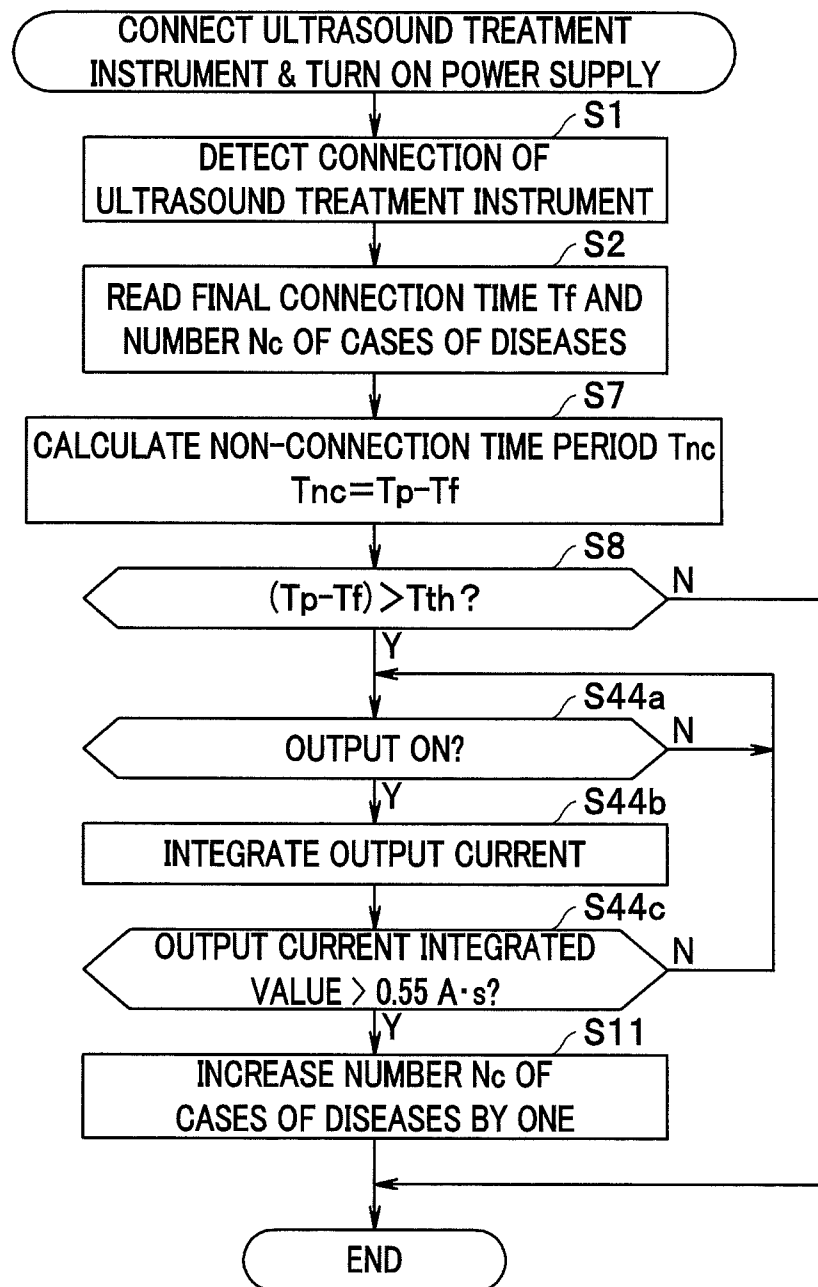 CONNECT ULTRASOUND TREATMENT
INSTRUMENT & TURN ON POWER SUPPLY
S1
DETECT CONNECTION OF
ULTRASOUND TREATMENT INSTRUMENT
S2
READ FINAL CONNECTION TIME Tf AND
NUMBER Nc OF CASES OF DISEASES
S7
CALCULATE NON-CONNECTION TIME PERIOD Tnc
Tnc=Tp-Tf
S8
(Tp-Tf) >Tth?
N
Y
S44a
OUTPUT ON?
N
Y
S44b
INTEGRATE OUTPUT CURRENT
S44c
OUTPUT CURRENT INTEGRATED
VALUE > 0.55 A·s?
N
Y
S11
INCREASE NUMBER Nc OF
CASES OF DISEASES BY ONE
END